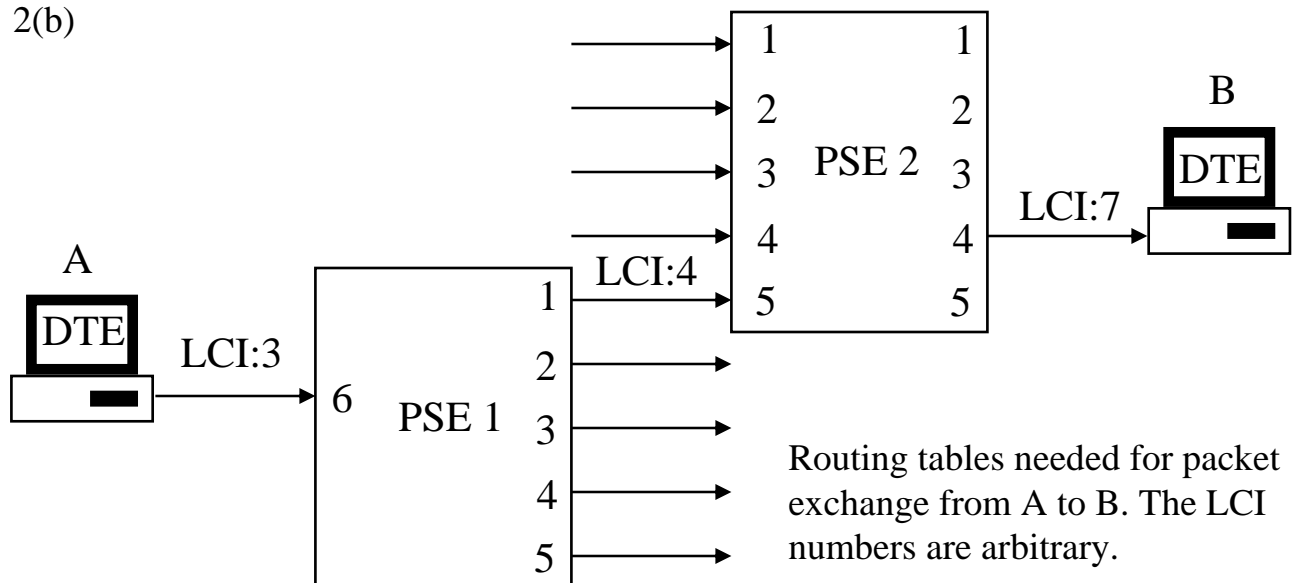 2(b)
1 1
2 2
3 PSE 2 3
4 4
5 5
B
DTE
LCI:7
A
DTE
LCI:3
LCI:4
6 PSE 1
1
2
3
4
5
Routing tables needed for packet
exchange from A to B. The LCI
numbers are arbitrary.